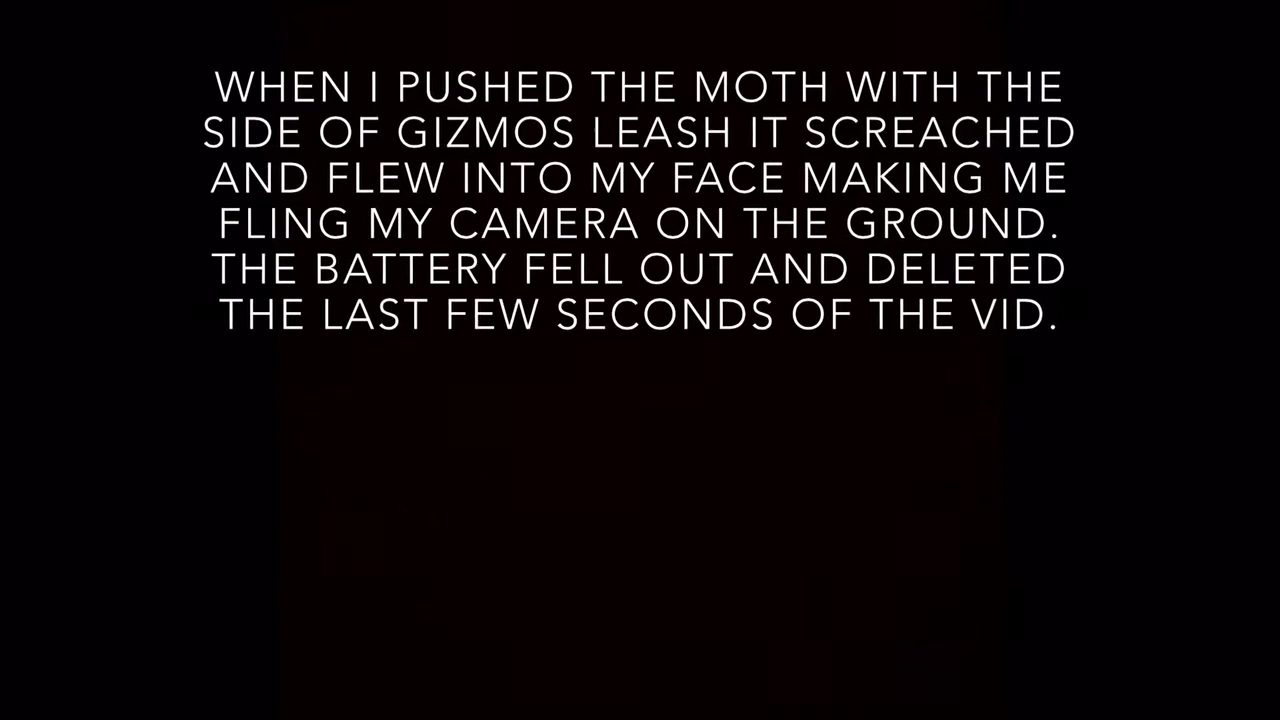 WHEN I PUSHED THE MOTH WITH THE
SIDE OF GIZMOS LEASH IT SCREACHED
AND FLEW INTO MY FACE MAKING ME
FLING MY CAMERA ON THE GROUND.
THE BATTERY FELL OUT AND DELETED
THE LAST FEW SECONDS OF THE VID.